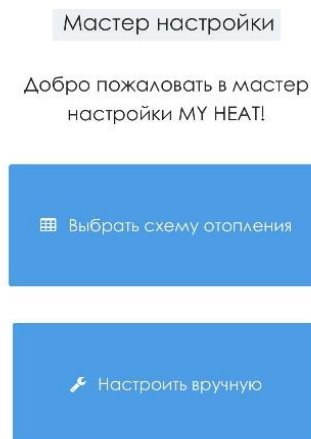 Мастер настройки
Добро пожаловать в мастер
настройки MY HEAT!
Выбрать схему отопления
Настроить вручную